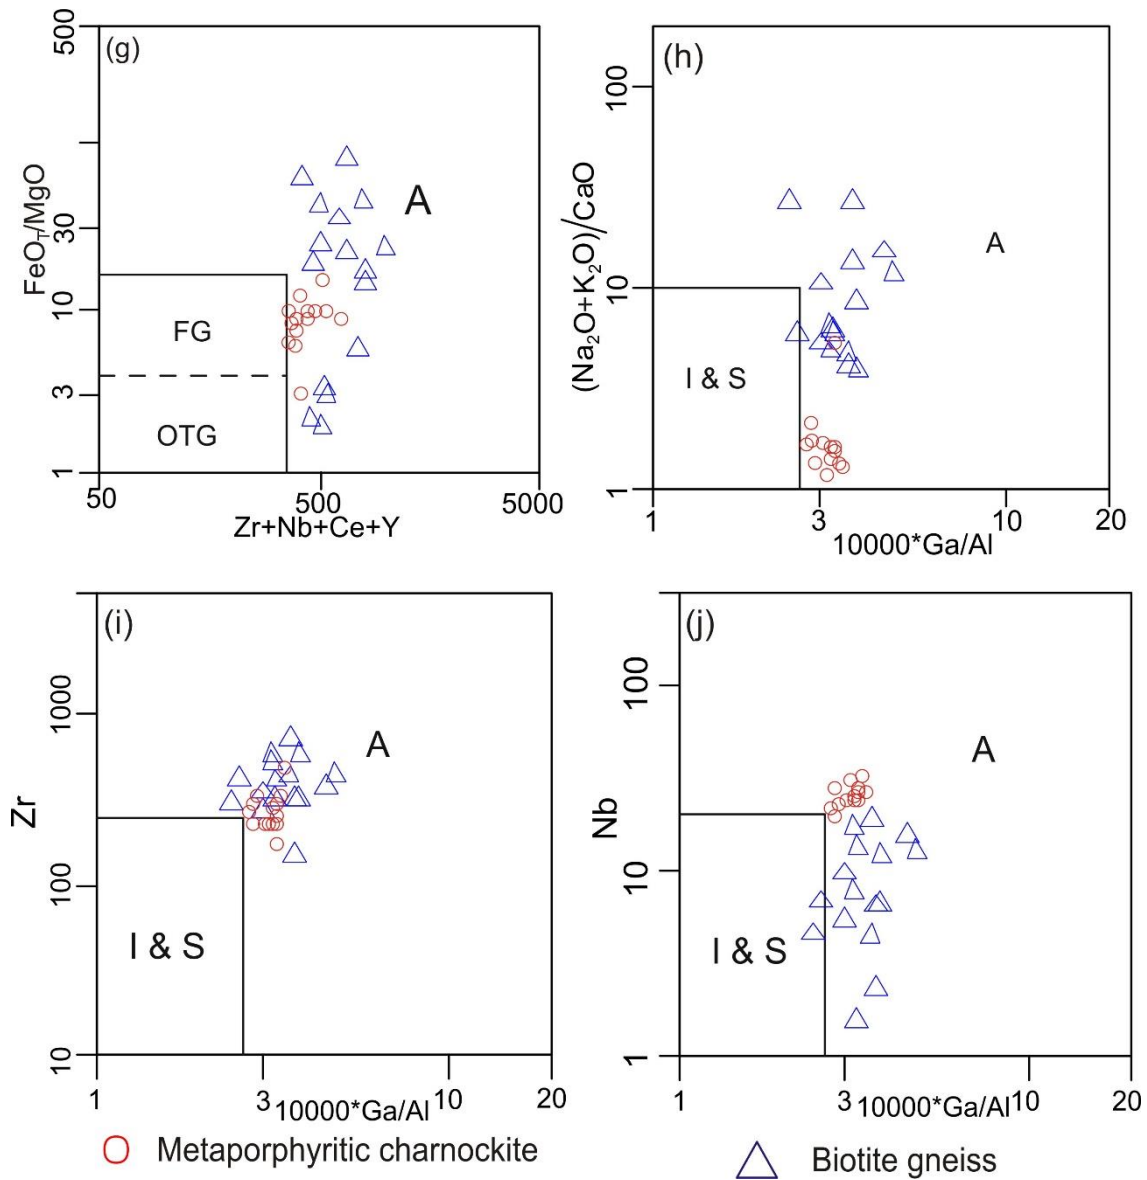 (g)
500
30
10
3
1
FeO_T/MgO
A
FG
OTG
50
500
5000
Zr+Nb+Ce+Y
(h)
100
10
1
(Na₂O+K₂O)/CaO
A
I & S
1
3
10
20
10000*Ga/Al
(i)
1000
100
10
Zr
A
I & S
1
3
10
20
10000*Ga/Al
(j)
100
10
1
Nb
A
I & S
1
3
10
20
10000*Ga/Al
Metaporphyritic charnockite
Biotite gneiss